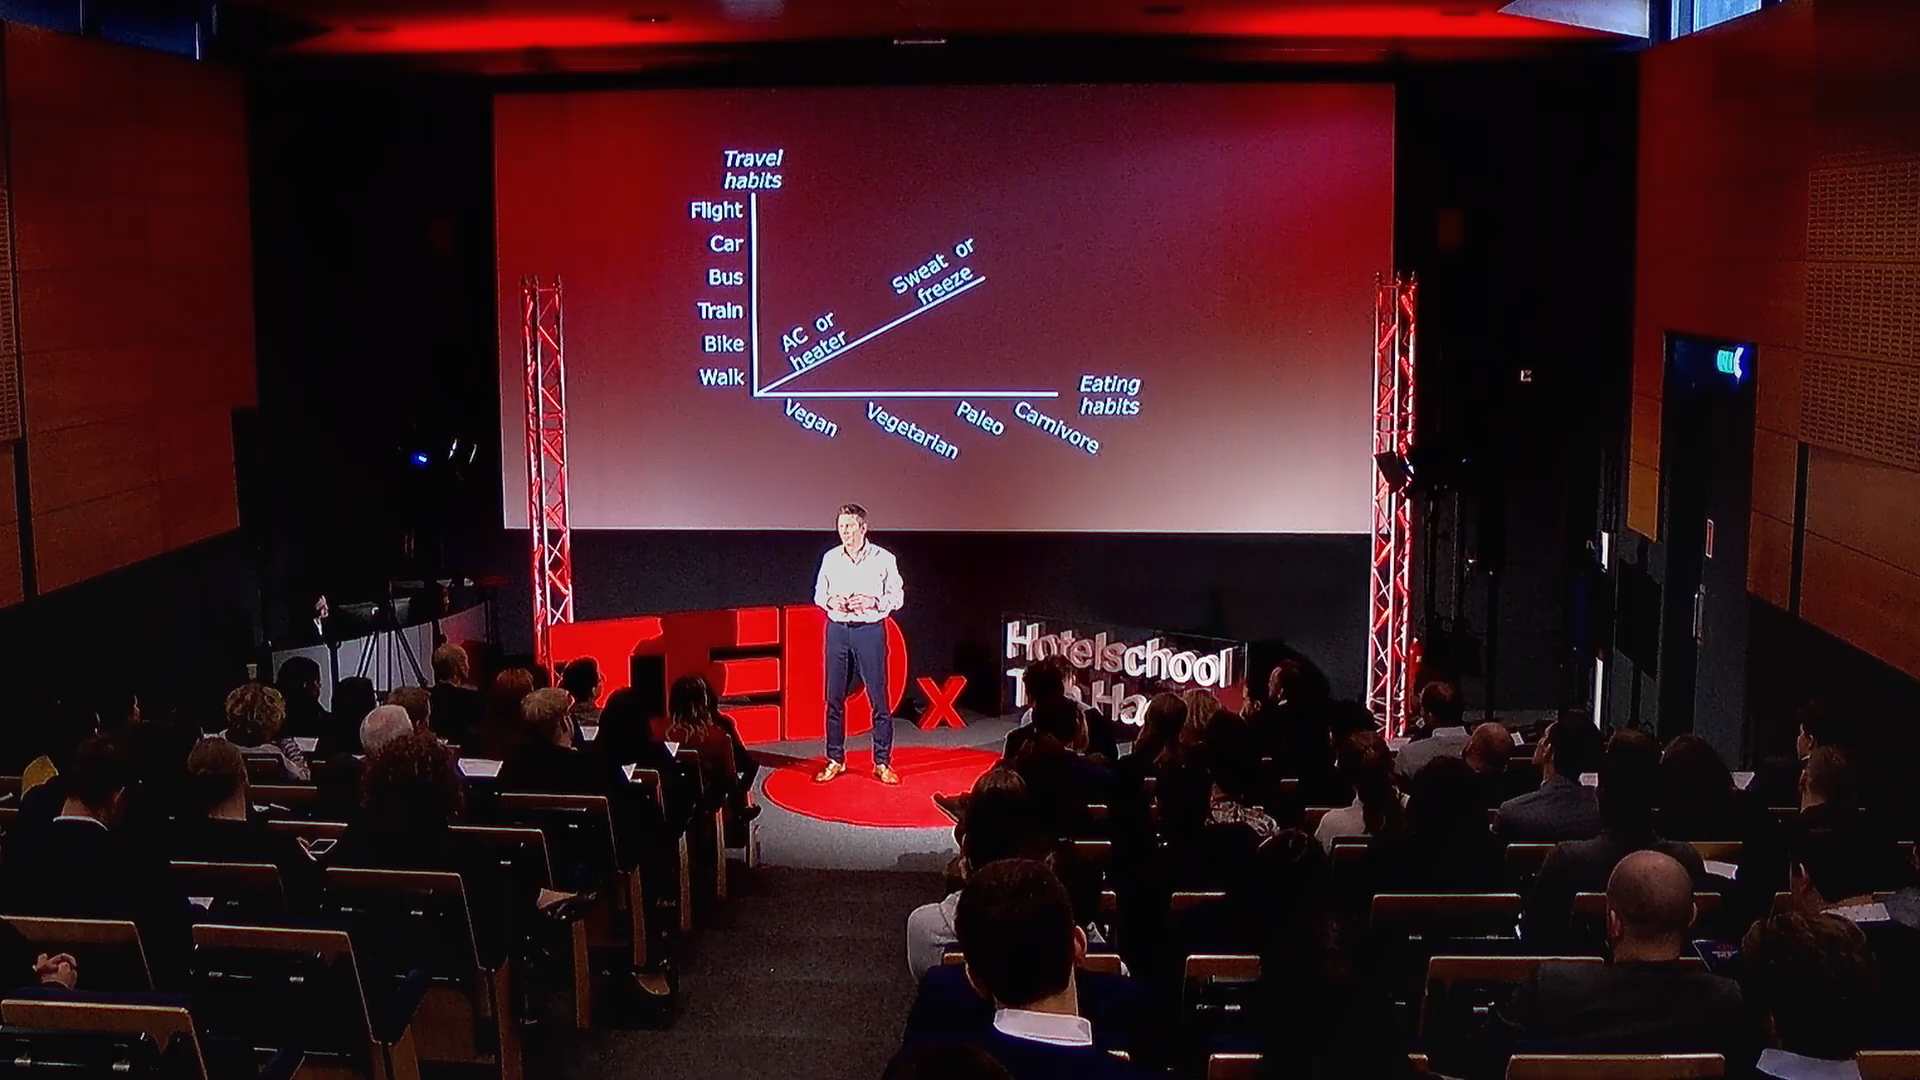 Travel
habits
Flight
Car
Bus
Train
Bike
Walk
Sweat or
freeze
AC or
heater
Eating
habits
Vegan
Vegetarian
Paleo
Carnivore
TEDx
Hotelschool